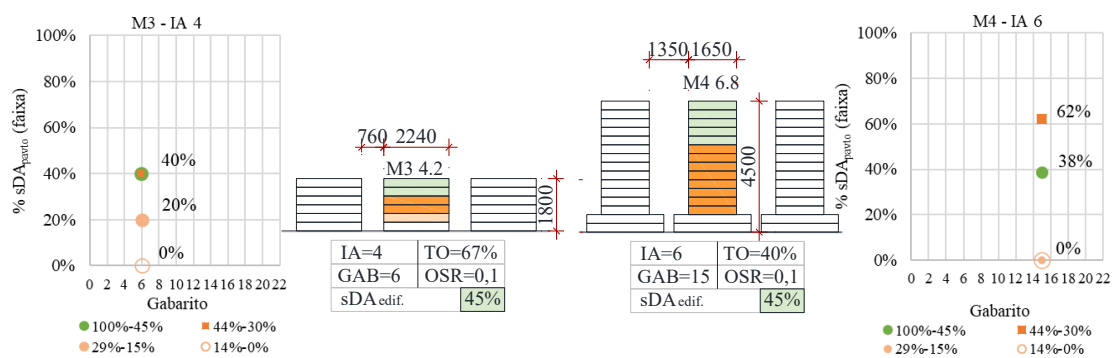 M3 - IA 4
100%
80%
60%
40%
20%
0%
% sDA pavto (faixa)
40%
20%
0%
0 2 4 6 8 10 12 14 16 18 20 22
Gabarito
100%-45% 44%-30%
29%-15% 14%-0%
760 2240
M3 4.2
1800
IA=4 TO=67%
GAB=6 OSR=0,1
sDA edif. 45%
1350 1650
M4 6.8
4500
IA=6 TO=40%
GAB=15 OSR=0,1
sDA edif. 45%
M4 - IA 6
100%
80%
60%
40%
20%
0%
% sDA pavto (faixa)
62%
38%
0%
0 2 4 6 8 10 12 14 16 18 20 22
Gabarito
100%-45% 44%-30%
29%-15% 14%-0%